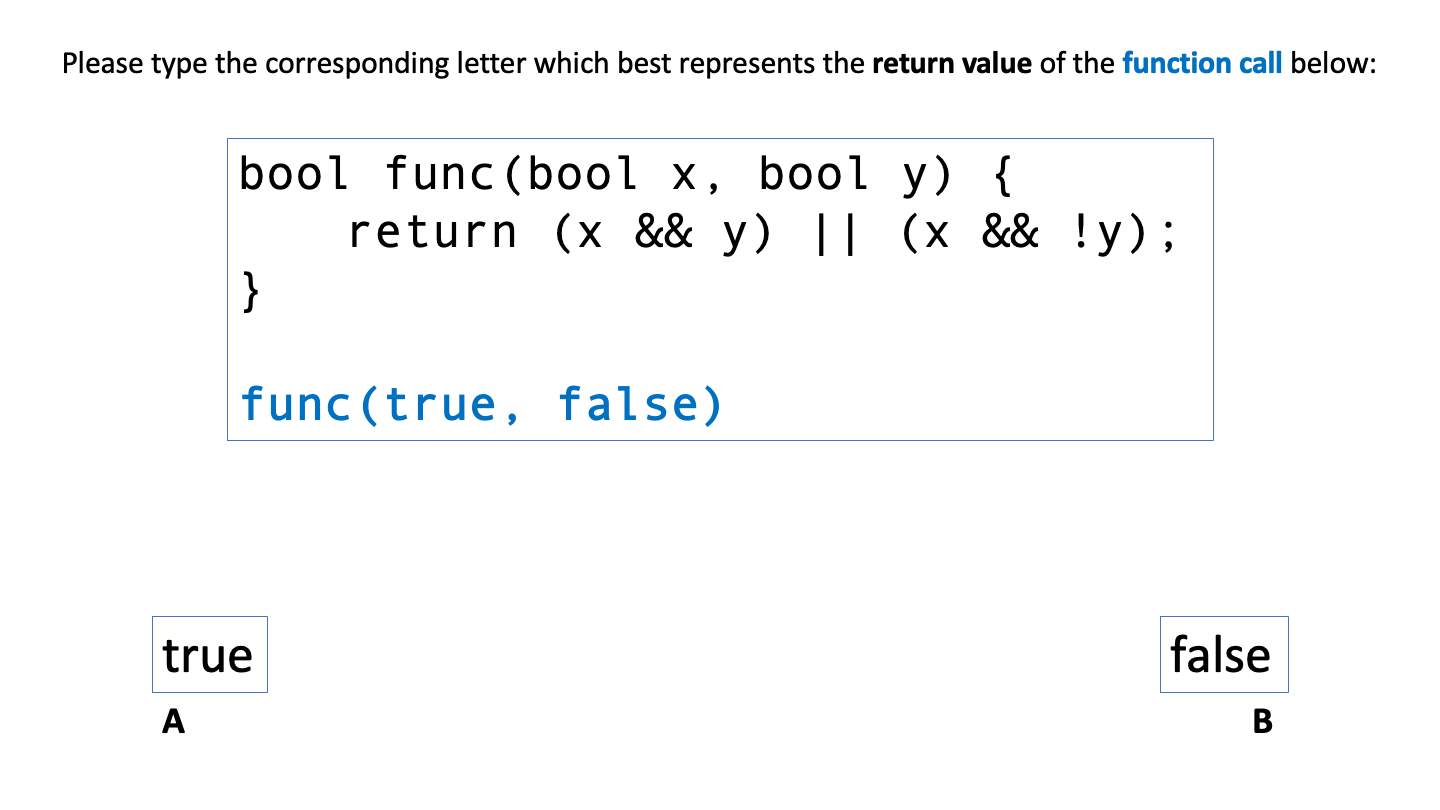 Please type the corresponding letter which best represents the return value of the function call below:
bool func(bool x, bool y) {
    return (x && y) || (x && !y);
}
func(true, false)
true
false
A
B